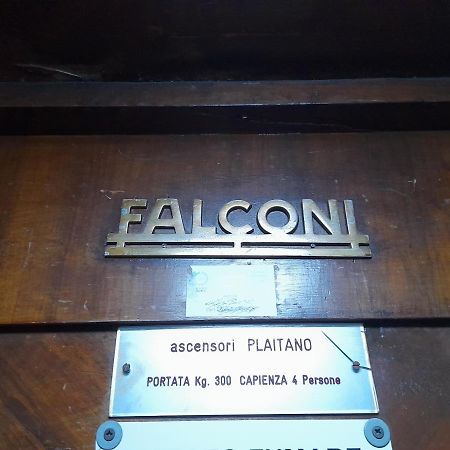 FALCONI
ascensori PLAITANO
PORTATA Kg. 300 CAPIENZA 4 Persone